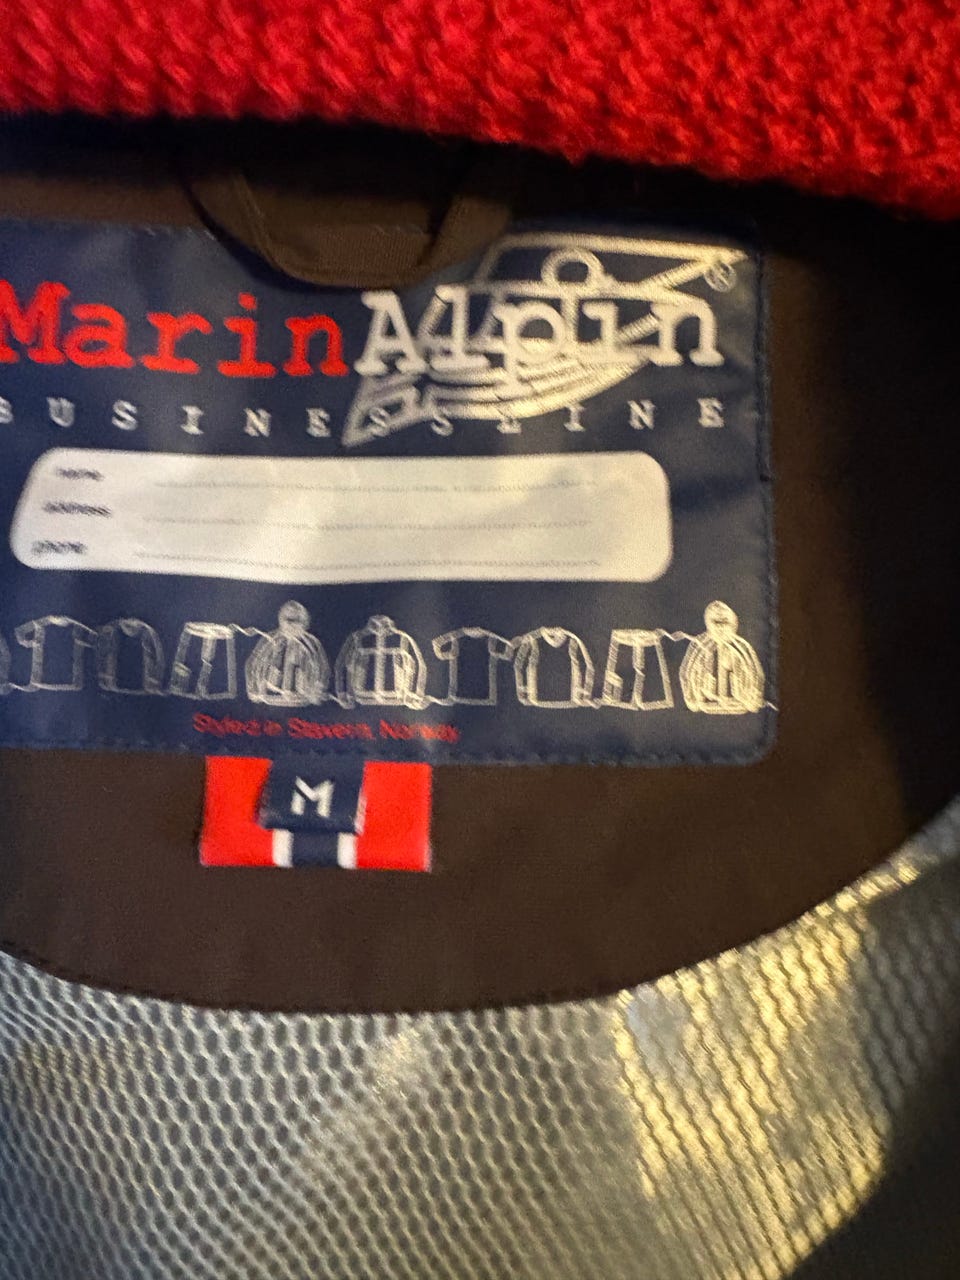 MarinAlpin ®
BUSINESSLINE
name
address
phone
Styled in Stavern, Norway
M